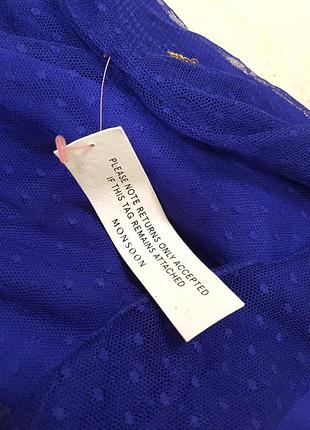 PLEASE NOTE RETURNS ONLY ACCEPTED
IF THIS TAG REMAINS ATTACHED
MONSOON